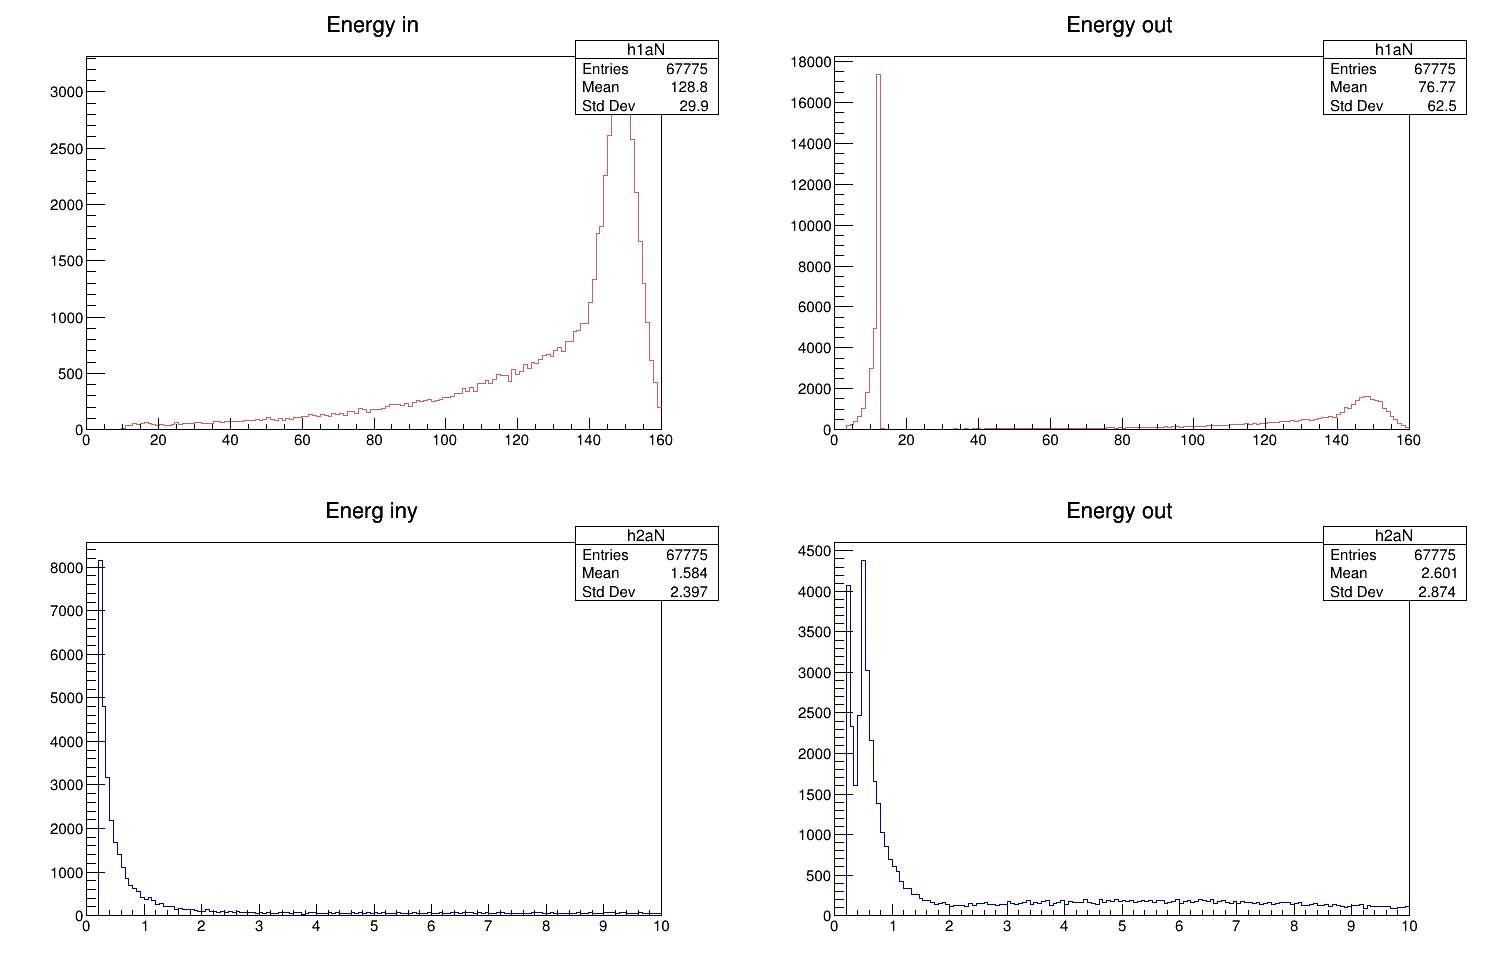 Energy in
h1aN
Entries 67775
Mean 128.8
Std Dev 29.9
3000
2500
2000
1500
1000
500
0
0 20 40 60 80 100 120 140 160
Energy out
h1aN
Entries 67775
Mean 76.77
Std Dev 62.5
18000
16000
14000
12000
10000
8000
6000
4000
2000
0
0 20 40 60 80 100 120 140 160
Energ iny
h2aN
Entries 67775
Mean 1.584
Std Dev 2.397
8000
7000
6000
5000
4000
3000
2000
1000
0
0 1 2 3 4 5 6 7 8 9 10
Energy out
h2aN
Entries 67775
Mean 2.601
Std Dev 2.874
4500
4000
3500
3000
2500
2000
1500
1000
500
0
0 1 2 3 4 5 6 7 8 9 10